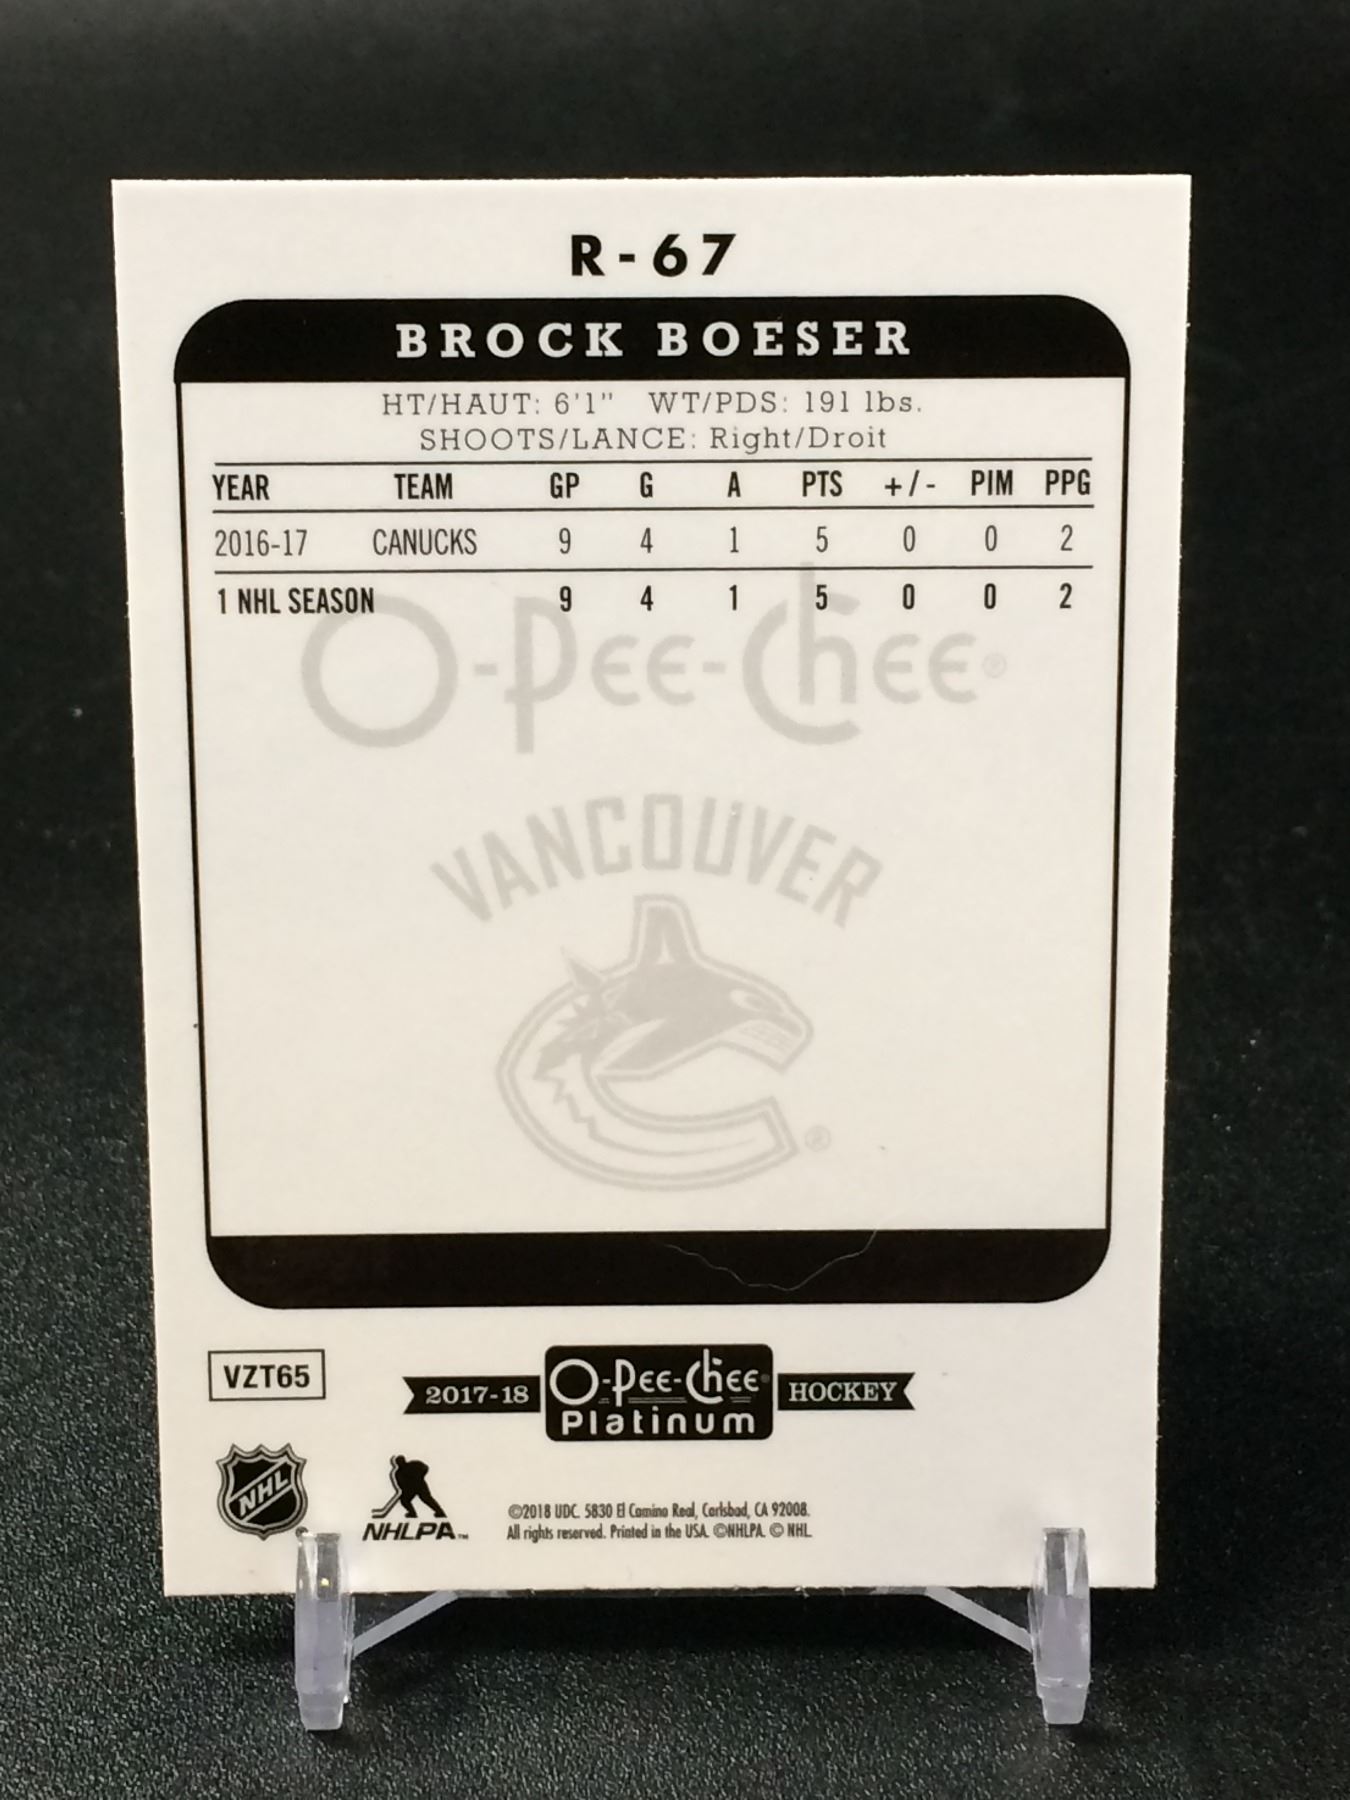 R-67
BROCK BOESER
HT/HAUT: 6'1" WT/PDS: 191 lbs.
SHOOTS/LANCE: Right/Droit
YEAR TEAM GP G A PTS +/- PIM PPG
2016-17 CANUCKS 9 4 1 5 0 0 2
1 NHL SEASON 9 4 1 5 0 0 2
O-Pee-Chee®
VANCOUVER
®
VZT65
2017-18 O-Pee-Chee® HOCKEY
Platinum
NHL
NHLPA™
©2018 UDC. 5830 El Camino Real, Carlsbad, CA 92008.
All rights reserved. Printed in the USA. ©NHLPA. © NHL.